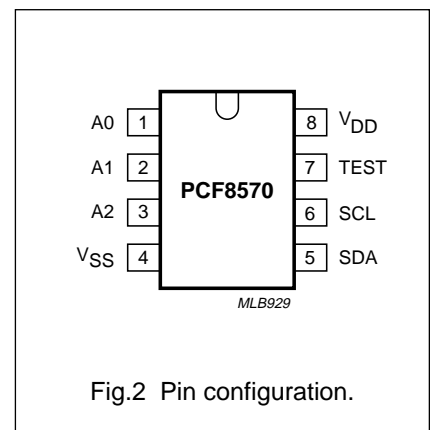 A0 1 8 VDD
A1 2 7 TEST
PCF8570
A2 3 6 SCL
VSS 4 5 SDA
MLB929
Fig.2 Pin configuration.